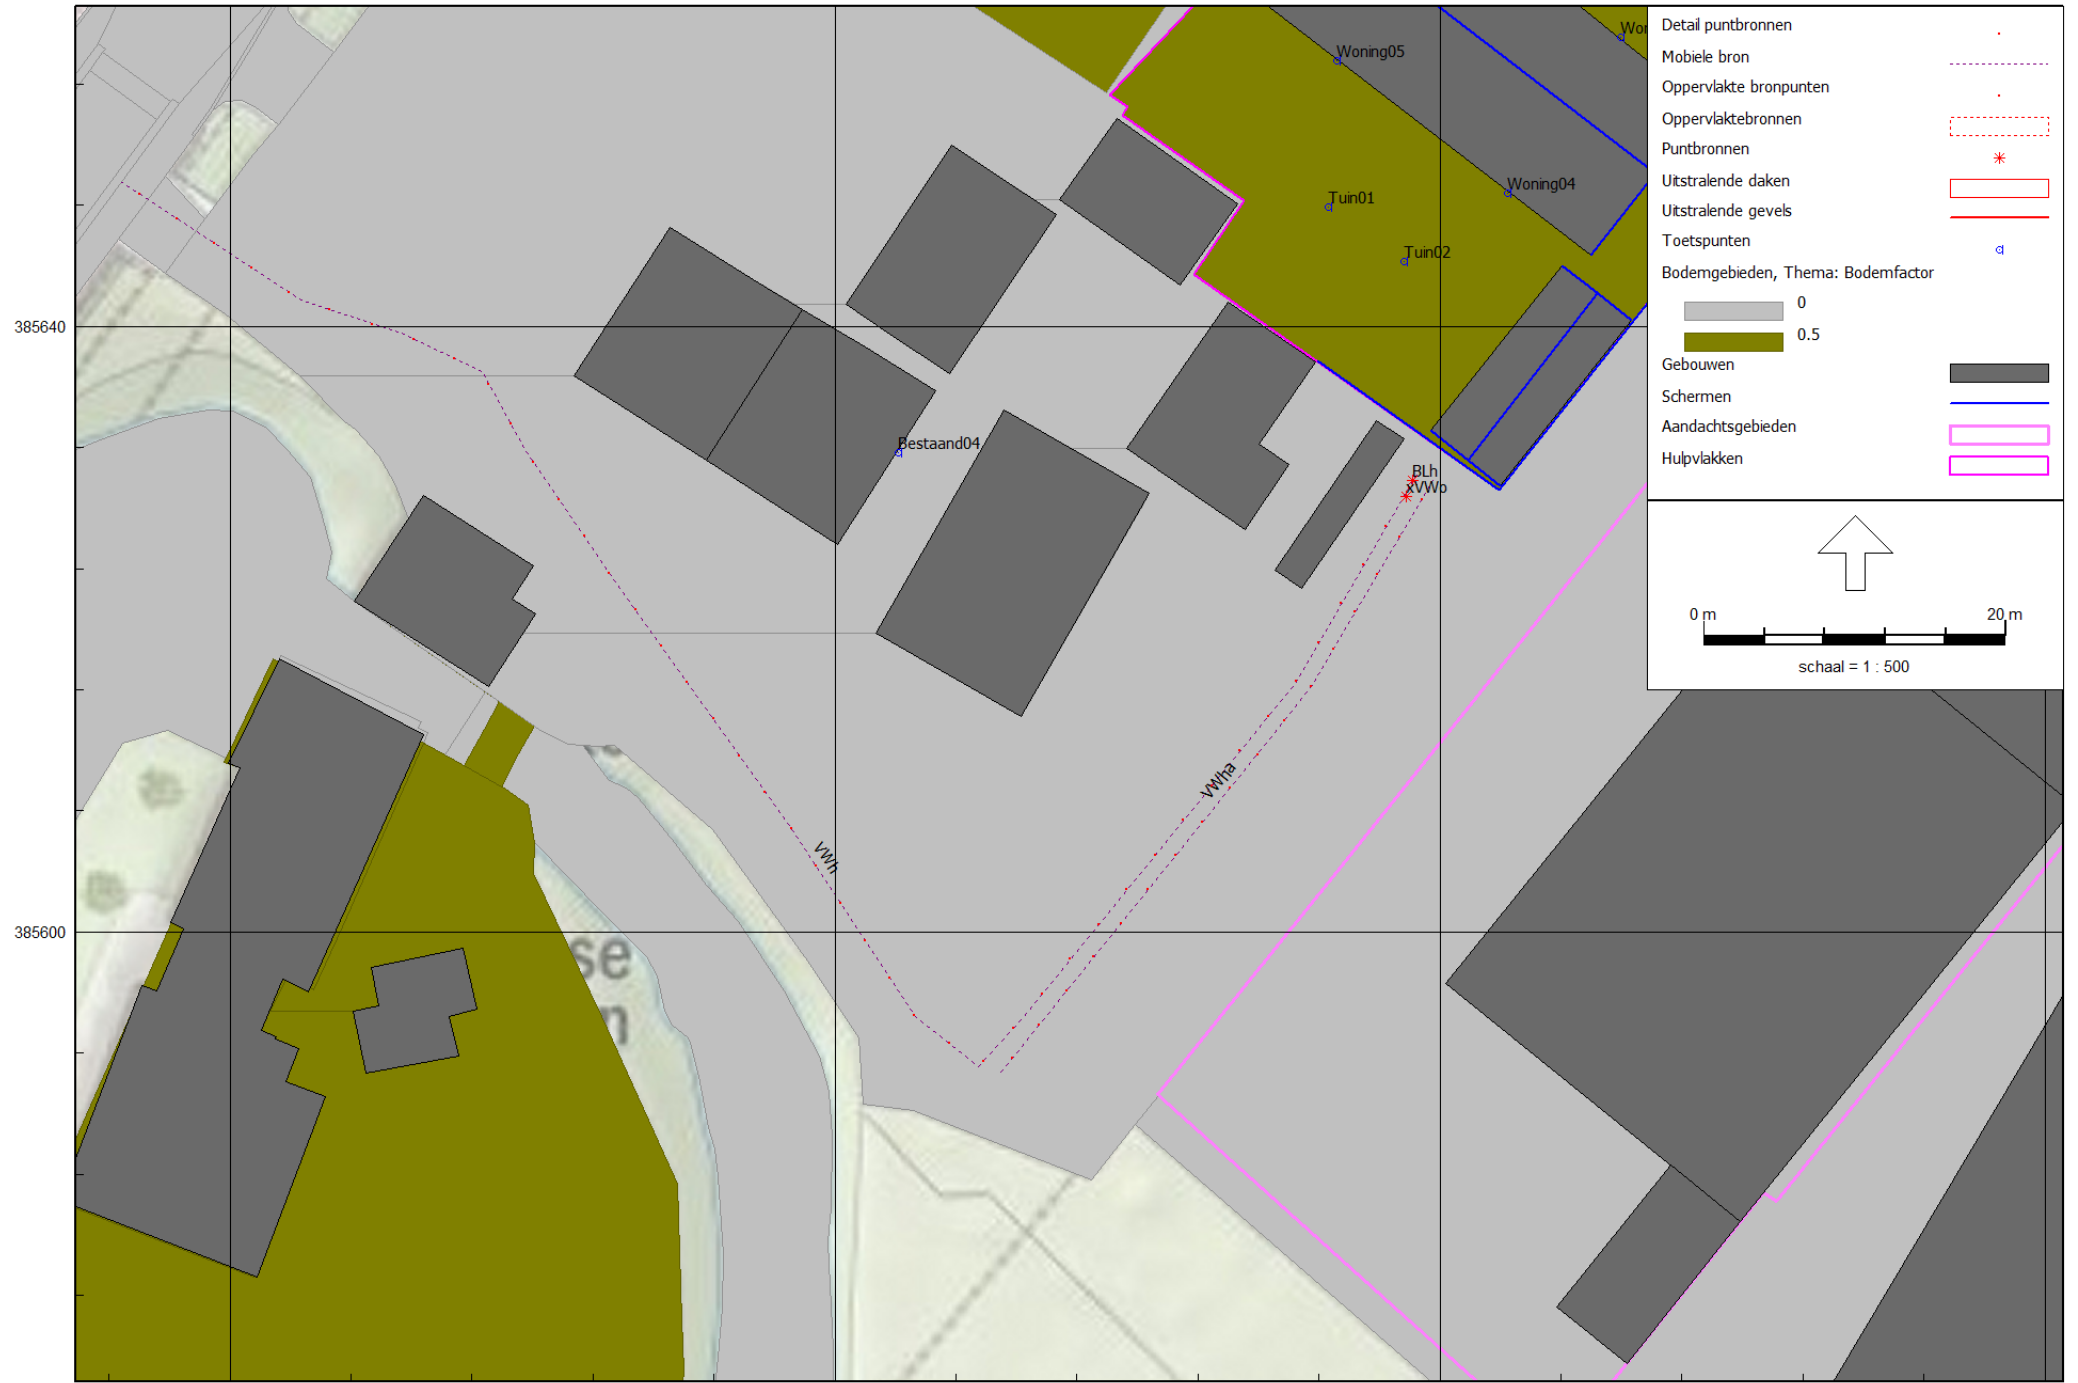 Detail puntbronnen
Mobiele bron
Oppervlakte bronpunten
Oppervlaktebronnen
Puntbronnen
Uitstralende daken
Uitstralende gevels
Toetspunten
Bodemgebieden, Thema: Bodemfactor
0
0.5
Gebouwen
Schermen
Aandachtsgebieden
Hulpvlakken
0 m 20 m
schaal = 1 : 500
Woning05
Woning04
Tuin01
Tuin02
385640
Bestaand04
BLh
xVWo
VWha
VWh
385600
se